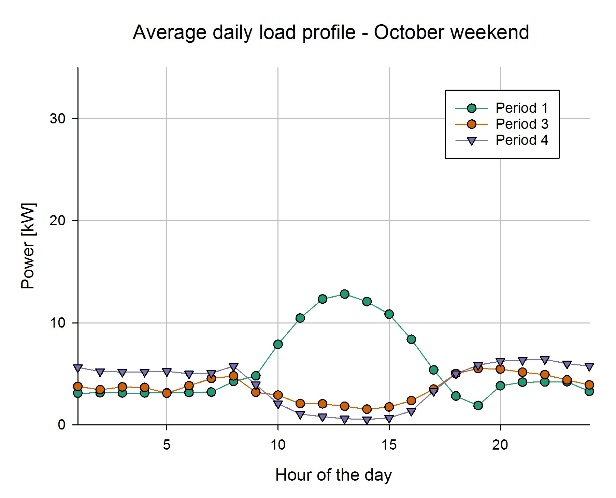 Average daily load profile - October weekend
Period 1
Period 3
Period 4
30
20
10
0
Power [kW]
5
10
15
20
Hour of the day